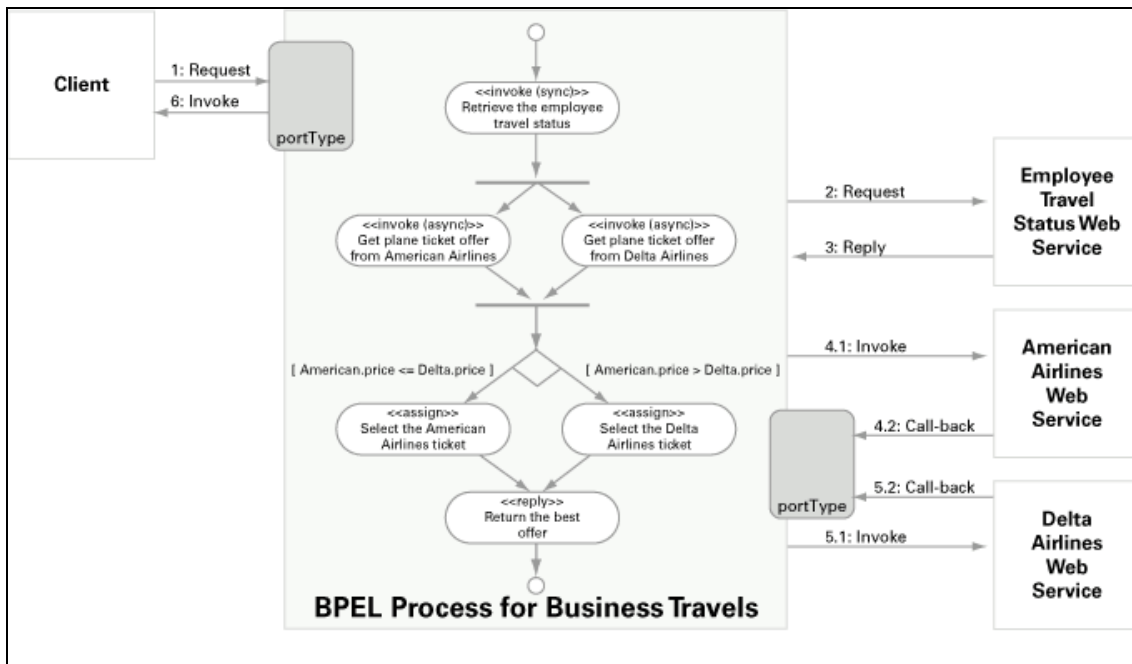 Client
1: Request
6: Invoke
portType
<<invoke (sync)>>
Retrieve the employee
travel status
<<invoke (async)>>
Get plane ticket offer
from American Airlines
<<invoke (async)>>
Get plane ticket offer
from Delta Airlines
[ American.price <= Delta.price ]
[ American.price > Delta.price ]
<<assign>>
Select the American
Airlines ticket
<<assign>>
Select the Delta
Airlines ticket
<<reply>>
Return the best
offer
BPEL Process for Business Travels
2: Request
3: Reply
Employee
Travel
Status Web
Service
4.1: Invoke
4.2: Call-back
American
Airlines
Web
Service
portType
5.2: Call-back
5.1: Invoke
Delta
Airlines
Web
Service